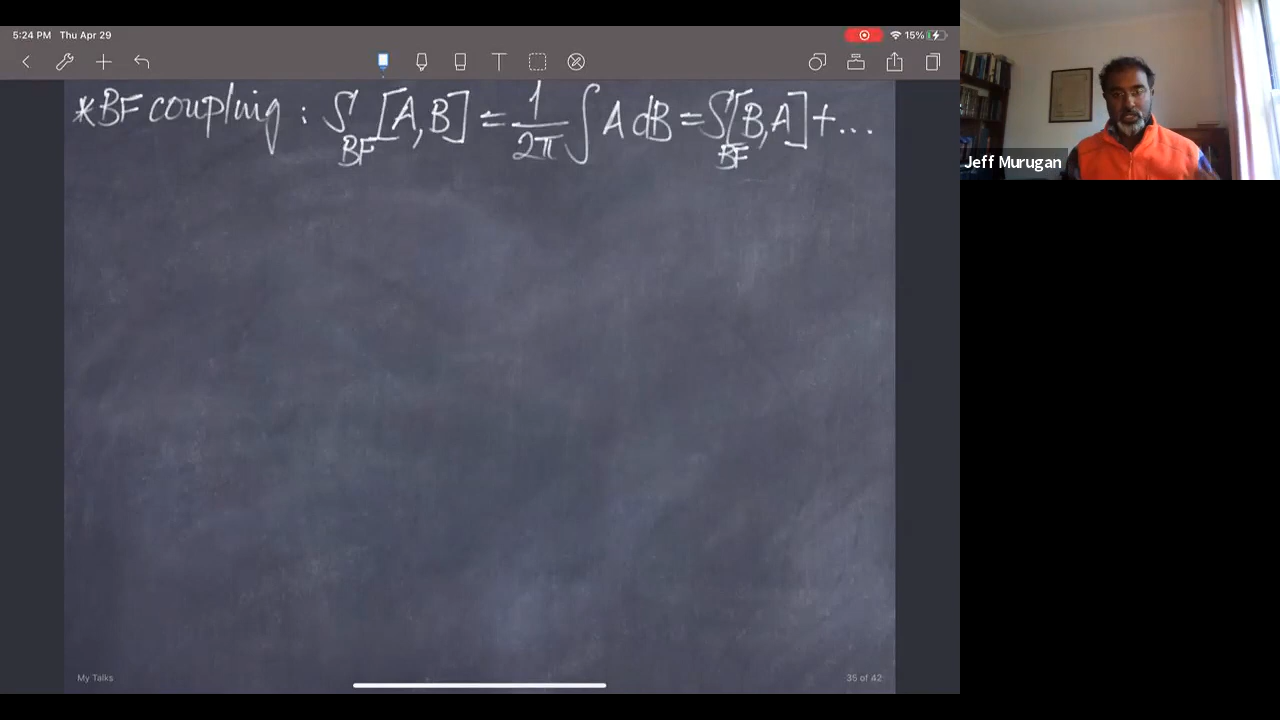 5:24 PM Thu Apr 29
15%
*BF coupling : S_BF [A, B] = 1/2π ∫ A dB = S_BF [B, A] + ...
Jeff Murugan
My Talks
35 of 42